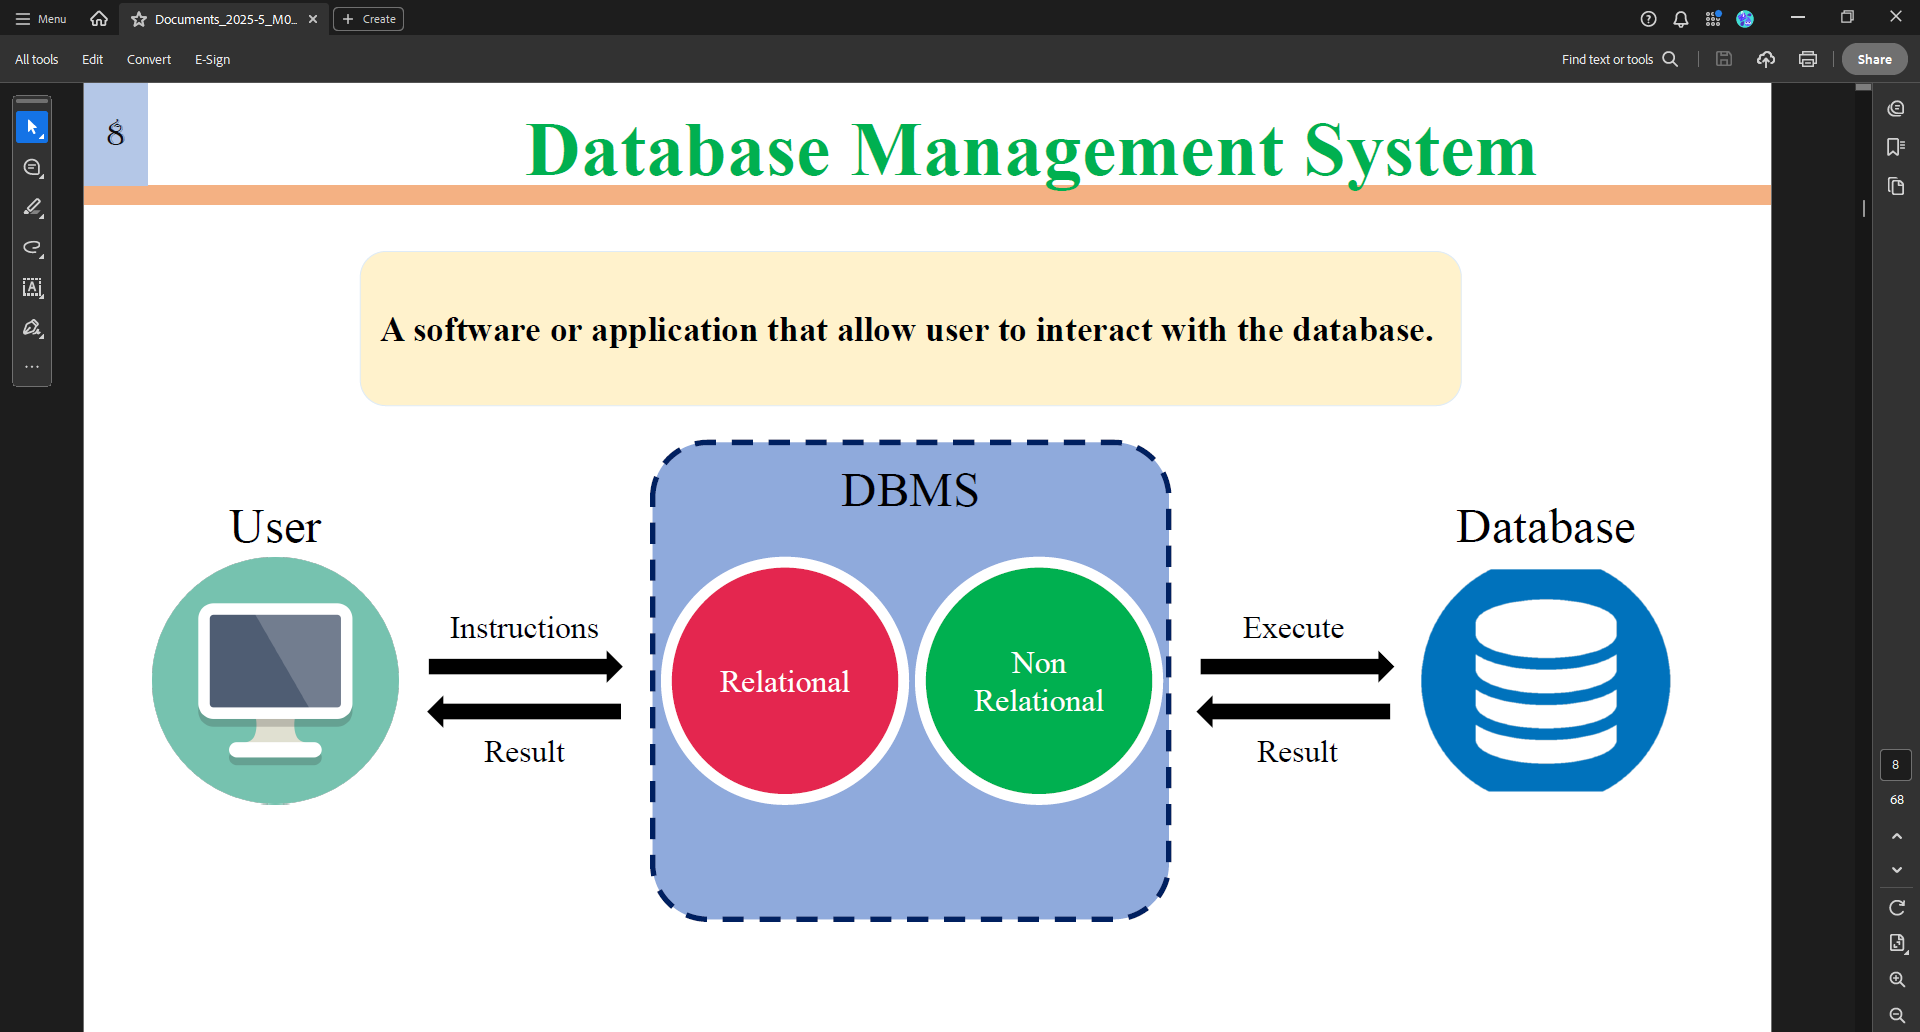 Menu
Documents_2025-5_M0...
Create
All tools
Edit
Convert
E-Sign
Find text or tools
Share
8
Database Management System
A software or application that allow user to interact with the database.
DBMS
User
Database
Instructions
Execute
Relational
Non
Relational
Result
Result
8
68